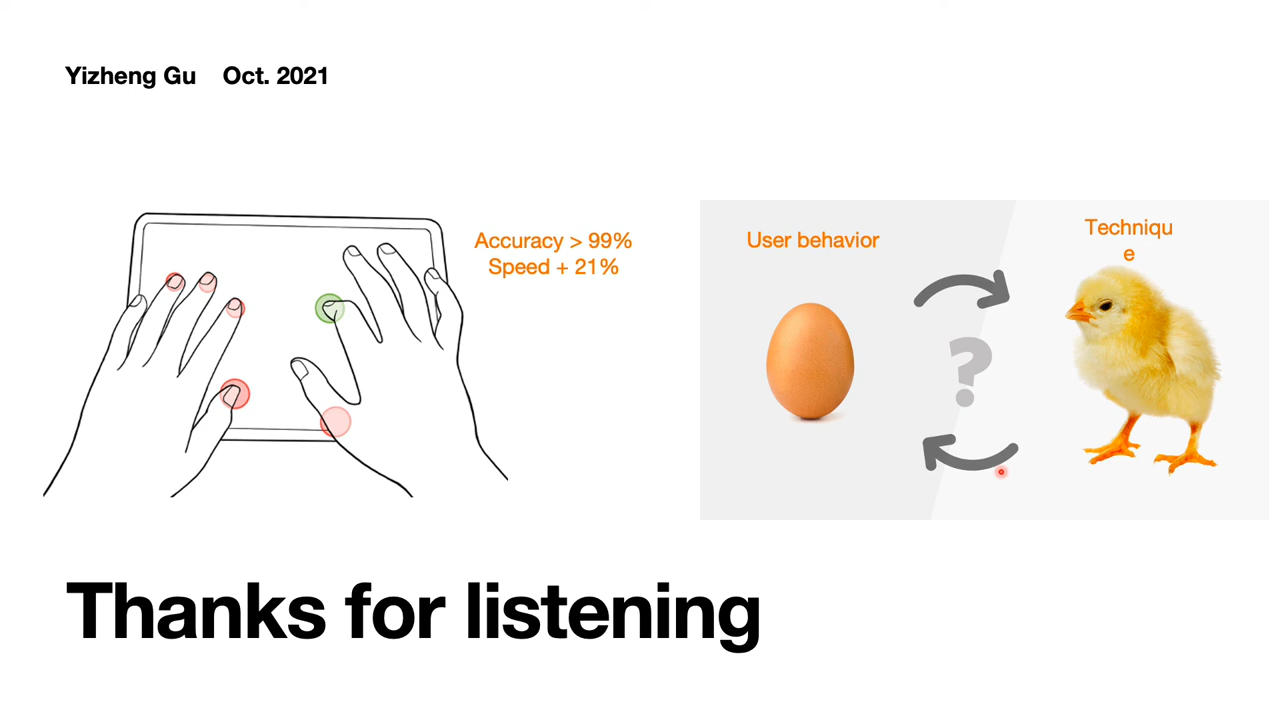 Yizheng Gu Oct. 2021
Accuracy > 99%
Speed + 21%
User behavior
Techniqu
e
?
Thanks for listening